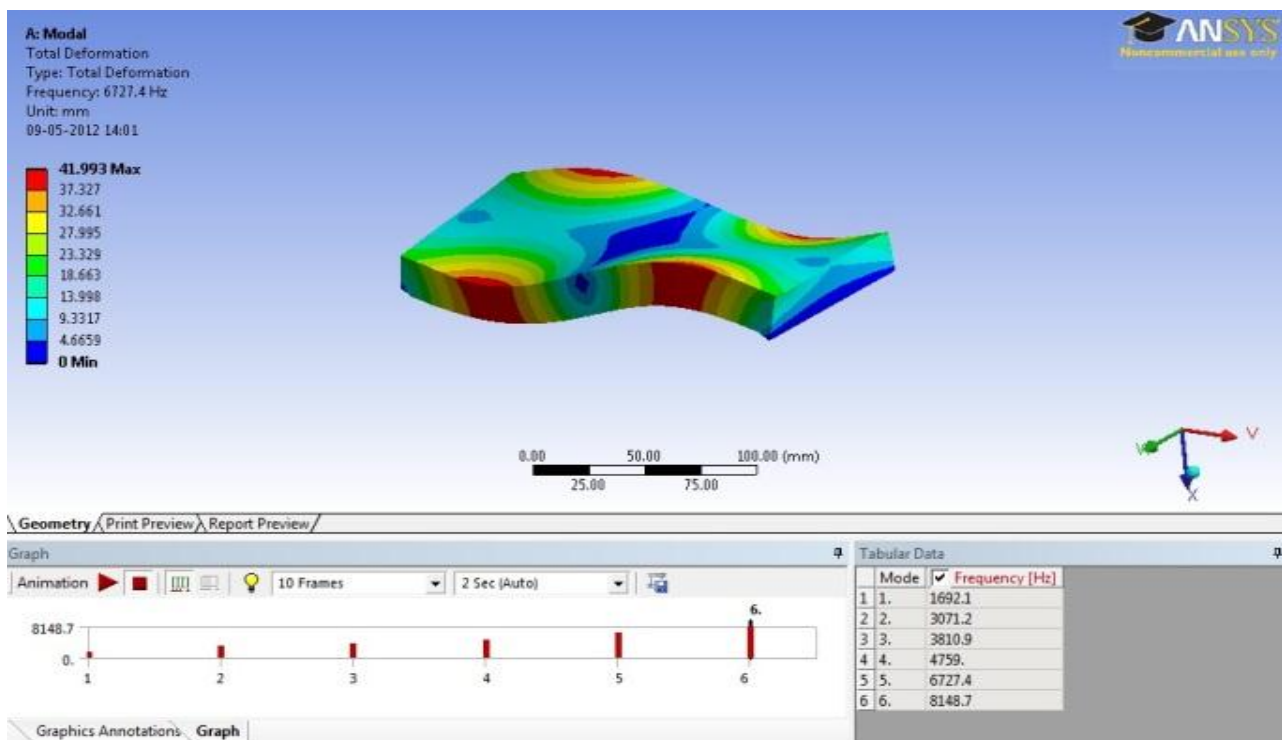 A: Modal
Total Deformation
Type: Total Deformation
Frequency: 6727.4 Hz
Unit: mm
09-05-2012 14:01
ANSYS
Noncommercial use only
41.993 Max
37.327
32.661
27.995
23.329
18.663
13.998
9.3317
4.6659
0 Min
0.00 50.00 100.00 (mm)
25.00 75.00
X
Geometry Print Preview Report Preview
Graph
Animation 10 Frames 2 Sec (Auto)
6.
8148.7
0.
1 2 3 4 5 6
Graphics Annotations Graph
Tabular Data
Mode Frequency [Hz]
1 1. 1692.1
2 2. 3071.2
3 3. 3810.9
4 4. 4759.
5 5. 6727.4
6 6. 8148.7